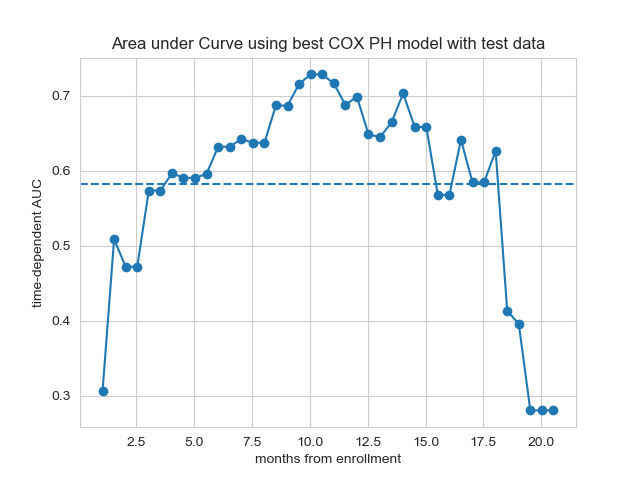 Area under Curve using best COX PH model with test data
time-dependent AUC
0.7
0.6
0.5
0.4
0.3
2.5 5.0 7.5 10.0 12.5 15.0 17.5 20.0
months from enrollment